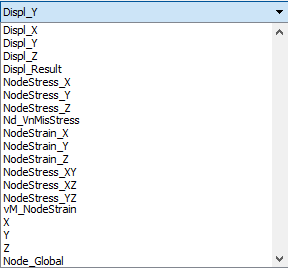 Displ_Y
Displ_X
Displ_Y
Displ_Z
Displ_Result
NodeStress_X
NodeStress_Y
NodeStress_Z
Nd_VnMisStress
NodeStrain_X
NodeStrain_Y
NodeStrain_Z
NodeStress_XY
NodeStress_XZ
NodeStress_YZ
vM_NodeStrain
X
Y
Z
Node_Global